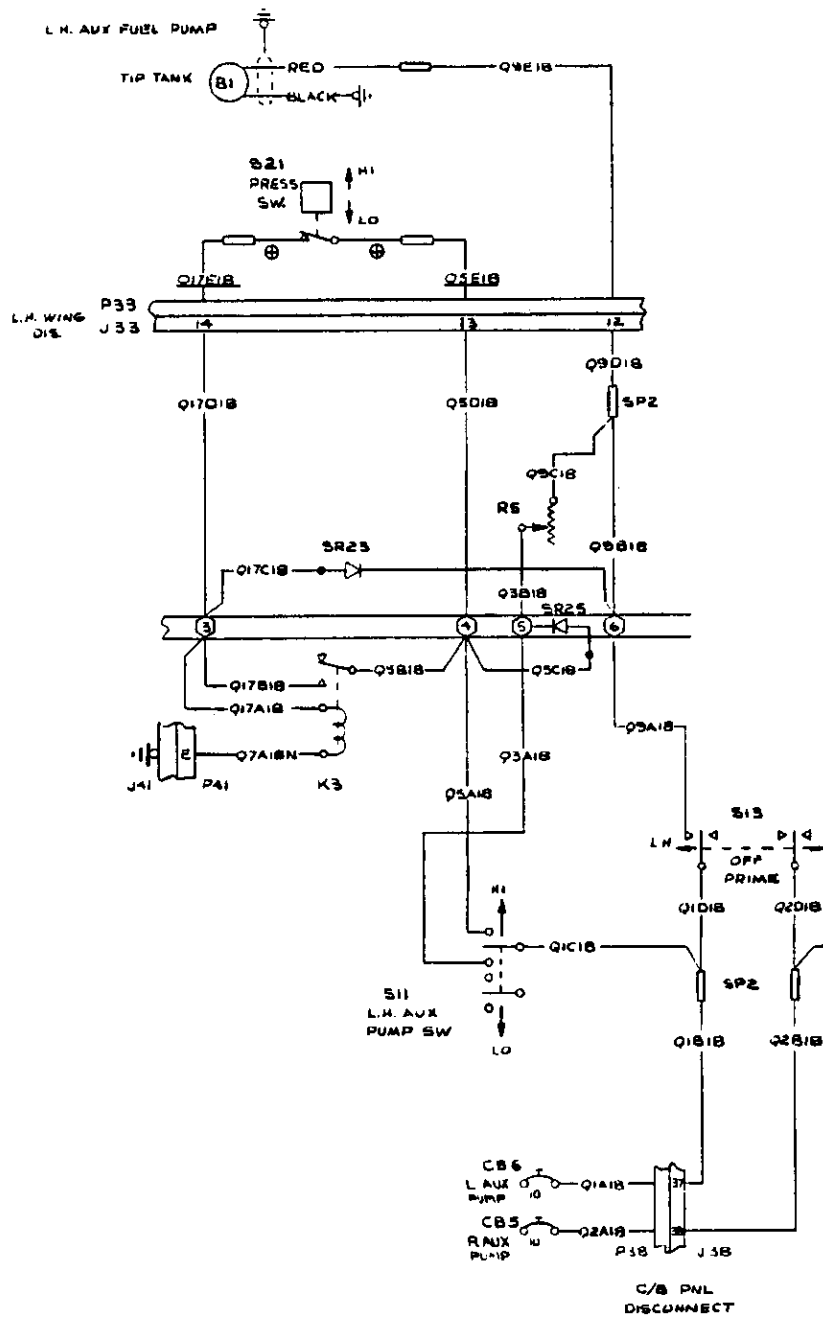 L.H. AUX FUEL PUMP
TIP TANK
B1
RED
Q9E18
BLACK
S21
PRESS
SW.
HI
LO
Q17E18
Q5E18
L.H. WING
DIS.
P33
J33
14
13
12
Q9D18
Q17D18
Q5D18
SP2
Q9C18
R5
SR23
Q17C18
Q9B18
Q3B18
SR25
3
4
5
6
Q17B18
Q5B18
Q5C18
Q17A18
Q9A18
E
Q7A18N
Q3A18
J41
P41
K3
Q5A18
S13
LH
OFF
PRIME
HI
Q1D18
Q2D18
Q1C18
S11
L.H. AUX
PUMP SW
LO
SP2
Q1B18
Q2B18
CB6
L AUX
PUMP
10
Q1A18
37
CB5
R AUX
PUMP
10
Q2A18
38
P38
J38
C/B PNL
DISCONNECT